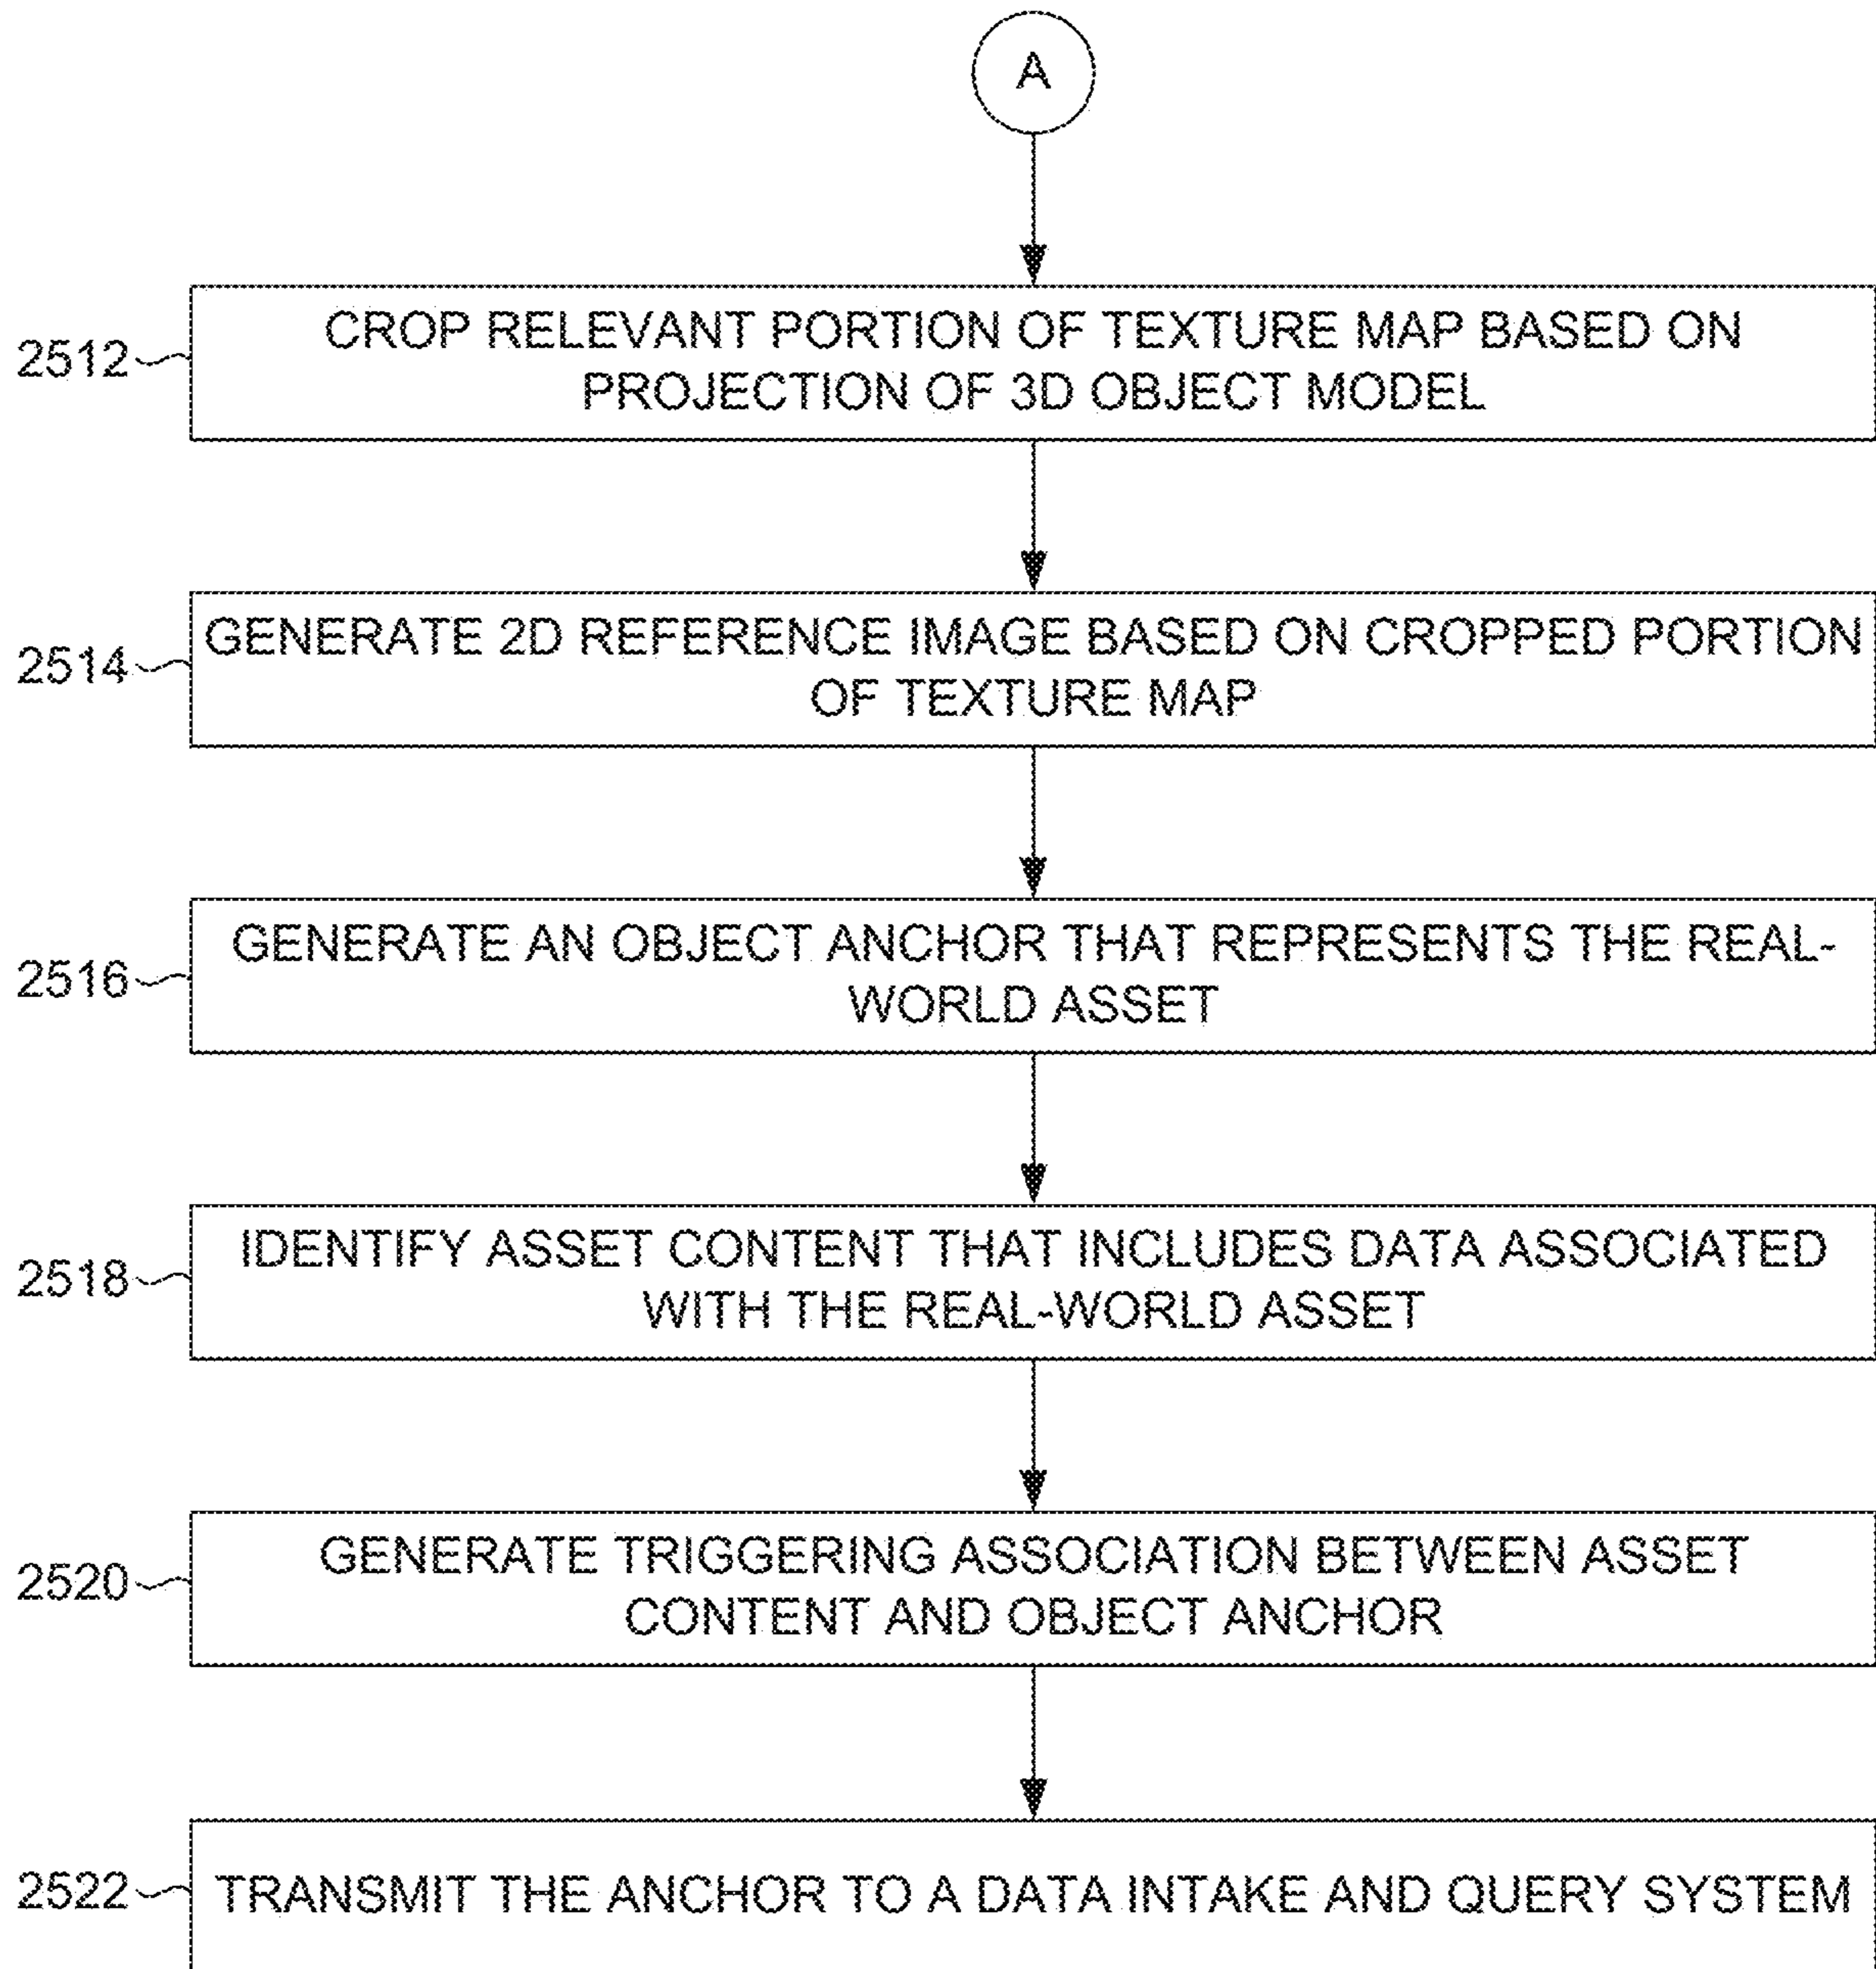 A
2512
CROP RELEVANT PORTION OF TEXTURE MAP BASED ON
PROJECTION OF 3D OBJECT MODEL
2514
GENERATE 2D REFERENCE IMAGE BASED ON CROPPED PORTION
OF TEXTURE MAP
2516
GENERATE AN OBJECT ANCHOR THAT REPRESENTS THE REAL-
WORLD ASSET
2518
IDENTIFY ASSET CONTENT THAT INCLUDES DATA ASSOCIATED
WITH THE REAL-WORLD ASSET
2520
GENERATE TRIGGERING ASSOCIATION BETWEEN ASSET
CONTENT AND OBJECT ANCHOR
2522
TRANSMIT THE ANCHOR TO A DATA INTAKE AND QUERY SYSTEM